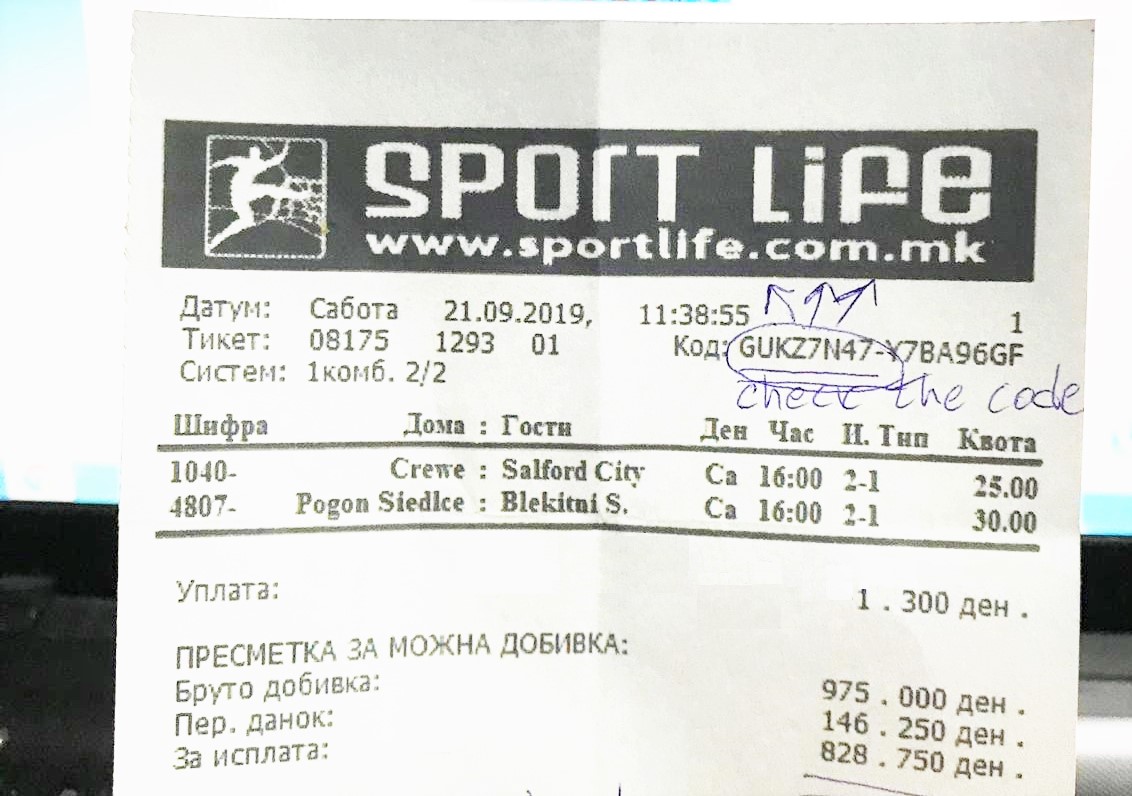 SPORT LIFE
www.sportlife.com.mk
Датум: Сабота 21.09.2019, 11:38:55 1
Тикет: 08175 1293 01 Код: GUKZ7N47-Y7BA96GF
Систем: 1комб. 2/2
check the code
Шифра Дома : Гости Ден Час И. Тип Квота
1040- Crewe : Salford City Са 16:00 2-1 25.00
4807- Pogon Siedlce : Blekitni S. Са 16:00 2-1 30.00
Уплата: 1 . 300 ден .
ПРЕСМЕТКА ЗА МОЖНА ДОБИВКА:
Бруто добивка: 975 . 000 ден .
Пер. данок: 146 . 250 ден .
За исплата: 828 . 750 ден .